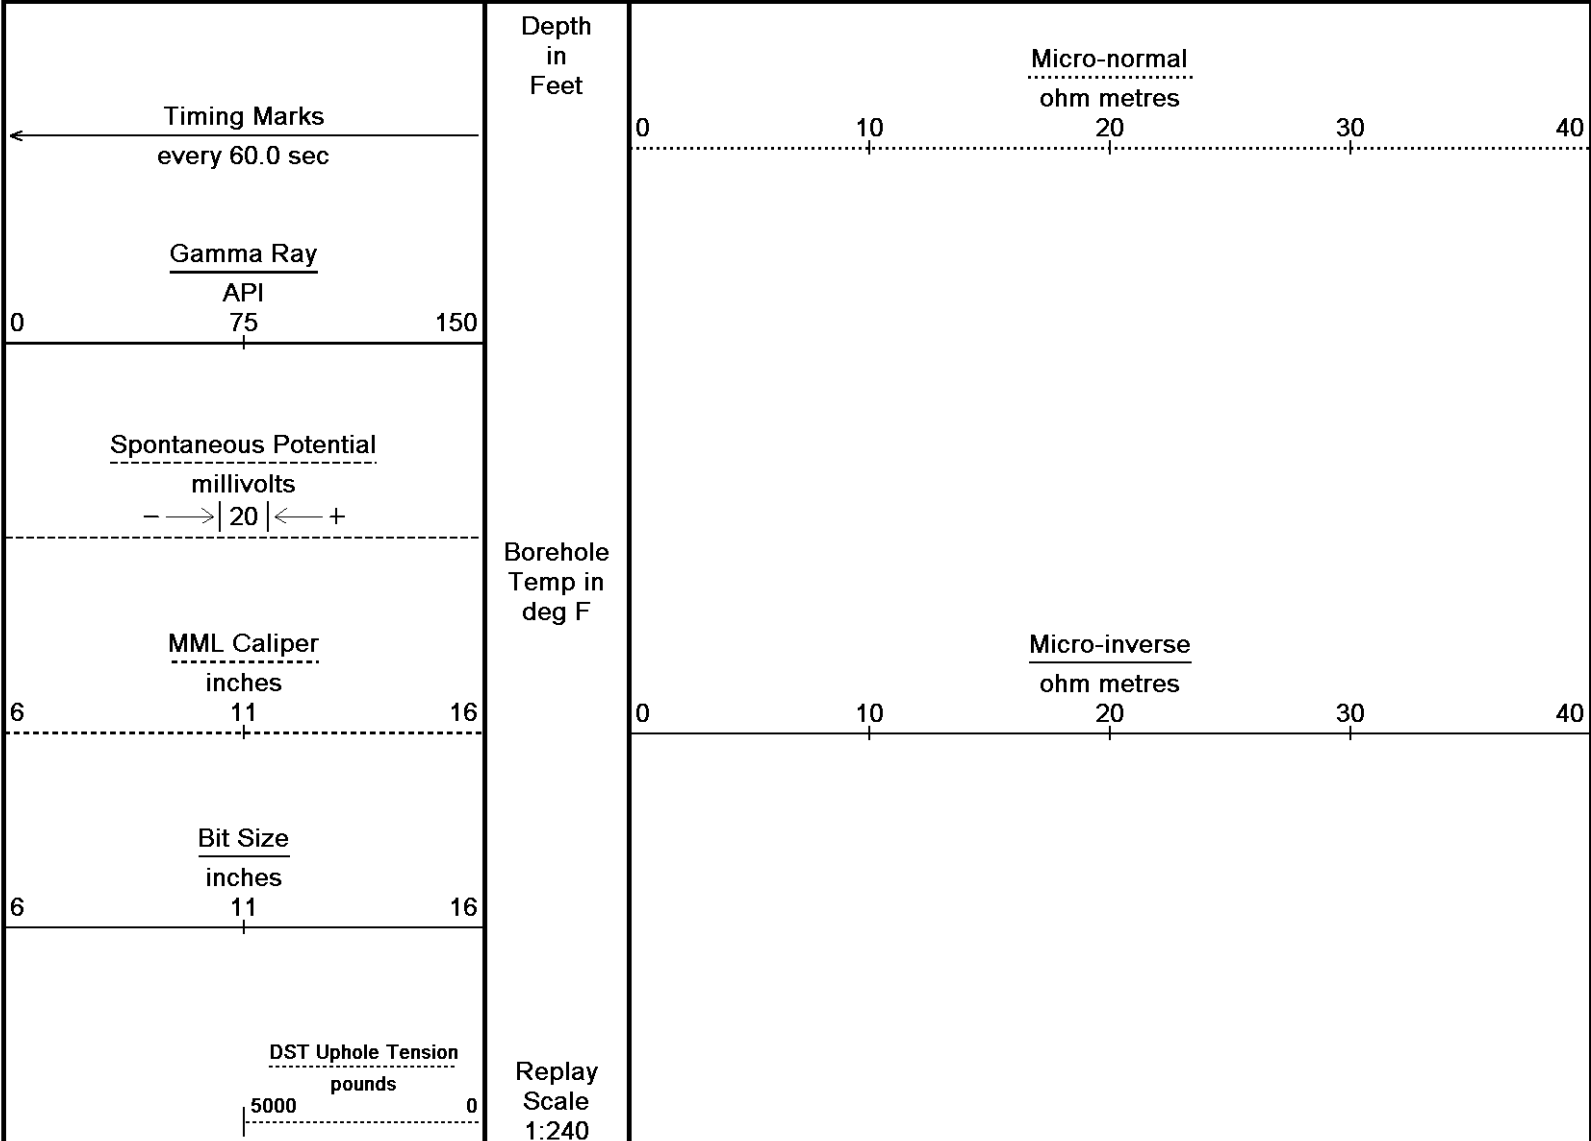 Timing Marks
every 60.0 sec
Gamma Ray
API
0 75 150
Spontaneous Potential
millivolts
− 20 +
MML Caliper
inches
6 11 16
Bit Size
inches
6 11 16
DST Uphole Tension
pounds
5000 0
Depth
in
Feet
Borehole
Temp in
deg F
Replay
Scale
1:240
Micro-normal
ohm metres
0 10 20 30 40
Micro-inverse
ohm metres
0 10 20 30 40